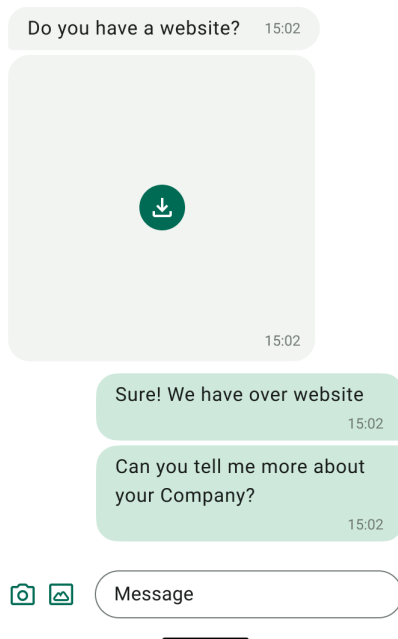 Do you have a website? 15:02
15:02
Sure! We have over website
15:02
Can you tell me more about
your Company?
15:02
Message